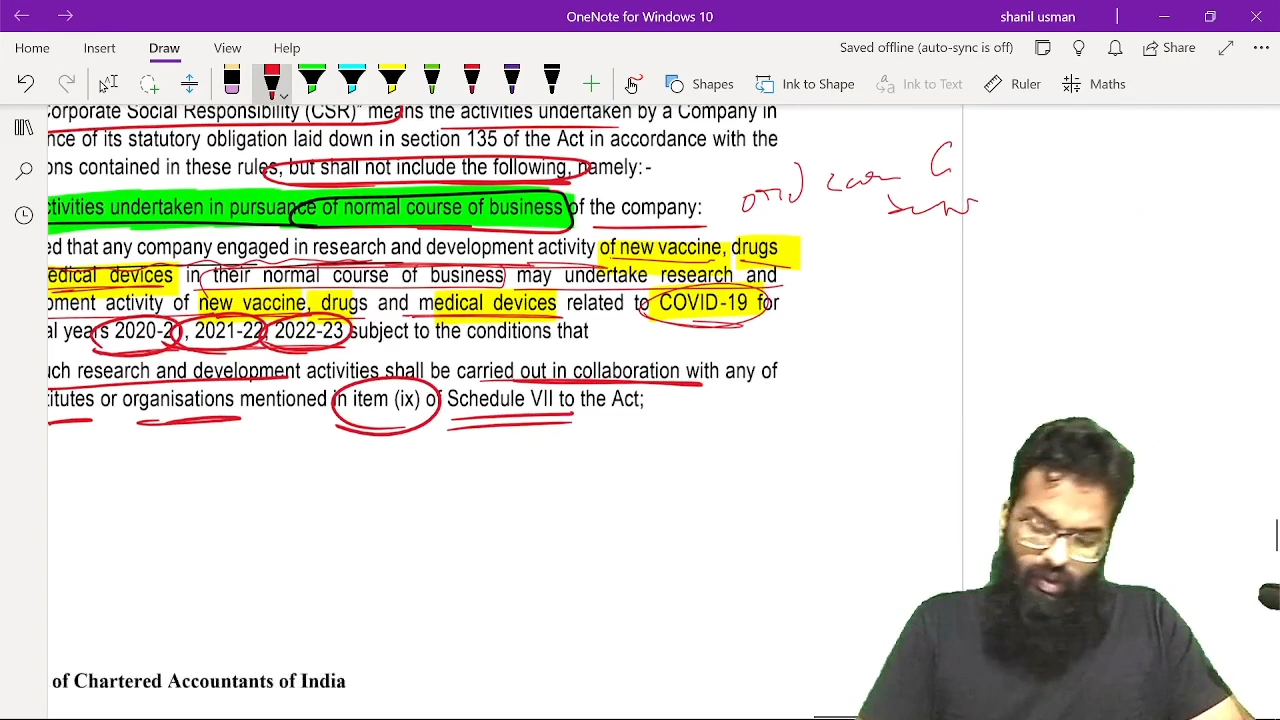 OneNote for Windows 10
shanil usman
Home Insert Draw View Help
Saved offline (auto-sync is off)
Share
Shapes Ink to Shape Ink to Text Ruler Maths
orporate Social Responsibility (CSR)" means the activities undertaken by a Company in
nce of its statutory obligation laid down in section 135 of the Act in accordance with the
ons contained in these rules, but shall not include the following, namely:-
ctivities undertaken in pursuance of normal course of business of the company:
ed that any company engaged in research and development activity of new vaccine, drugs
edical devices in their normal course of business may undertake research and
oment activity of new vaccine, drugs and medical devices related to COVID-19 for
al years 2020-21, 2021-22, 2022-23 subject to the conditions that
uch research and development activities shall be carried out in collaboration with any of
titutes or organisations mentioned in item (ix) of Schedule VII to the Act;
of Chartered Accountants of India